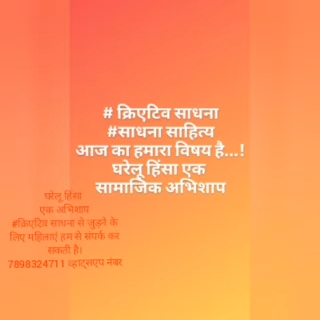 # क्रिएटिव साधना
#साधना साहित्य
आज का हमारा विषय है...!
घरेलू हिंसा एक
सामाजिक अभिशाप
घरेलू हिंसा
एक अभिशाप
#क्रिएटिव साधना से जुड़ने के
लिए महिलाएं हम से संपर्क कर
सकती है।
7898324711 व्हाट्सएप नंबर